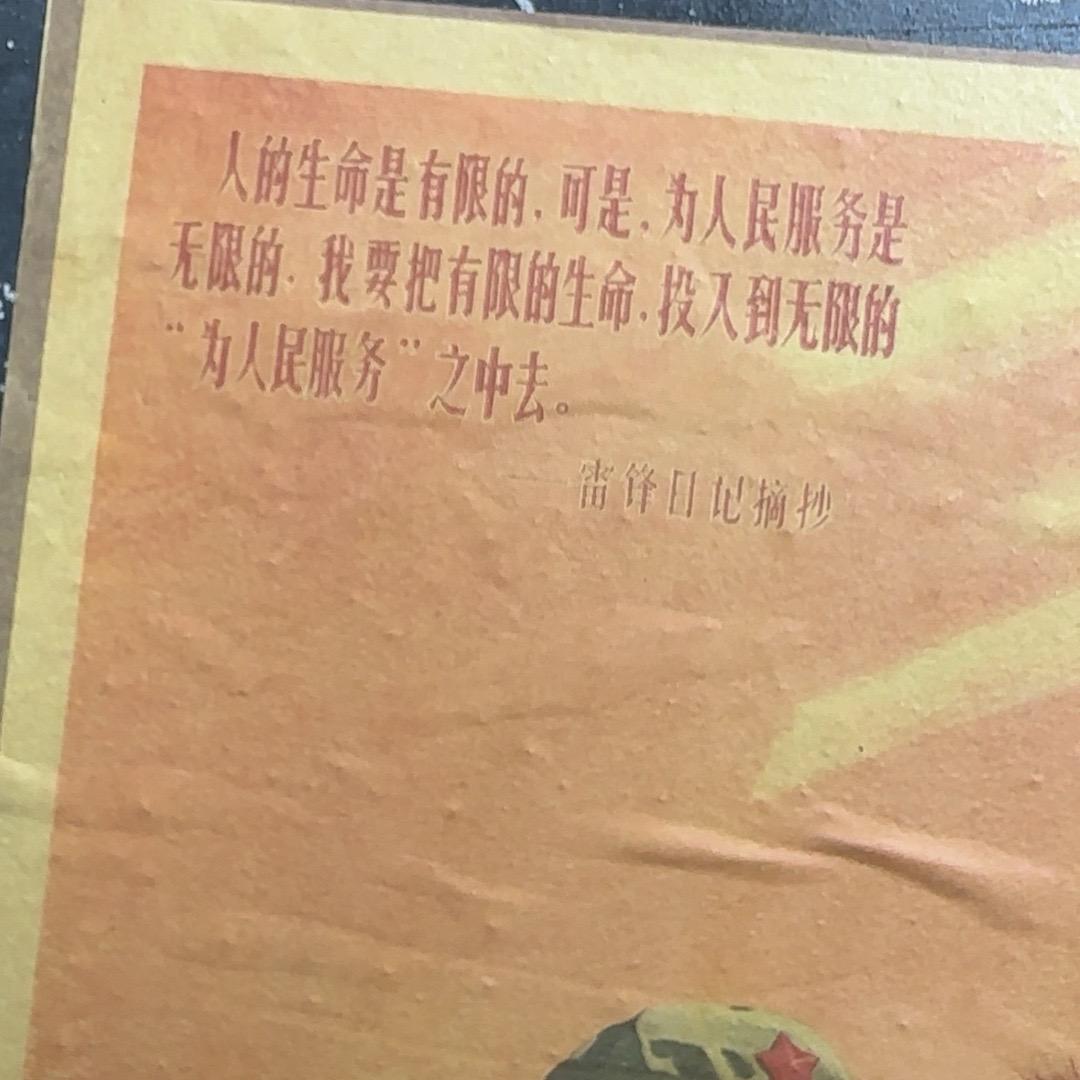 人的生命是有限的，可是，为人民服务是
无限的，我要把有限的生命，投入到无限的
“为人民服务”之中去。
——雷锋日记摘抄